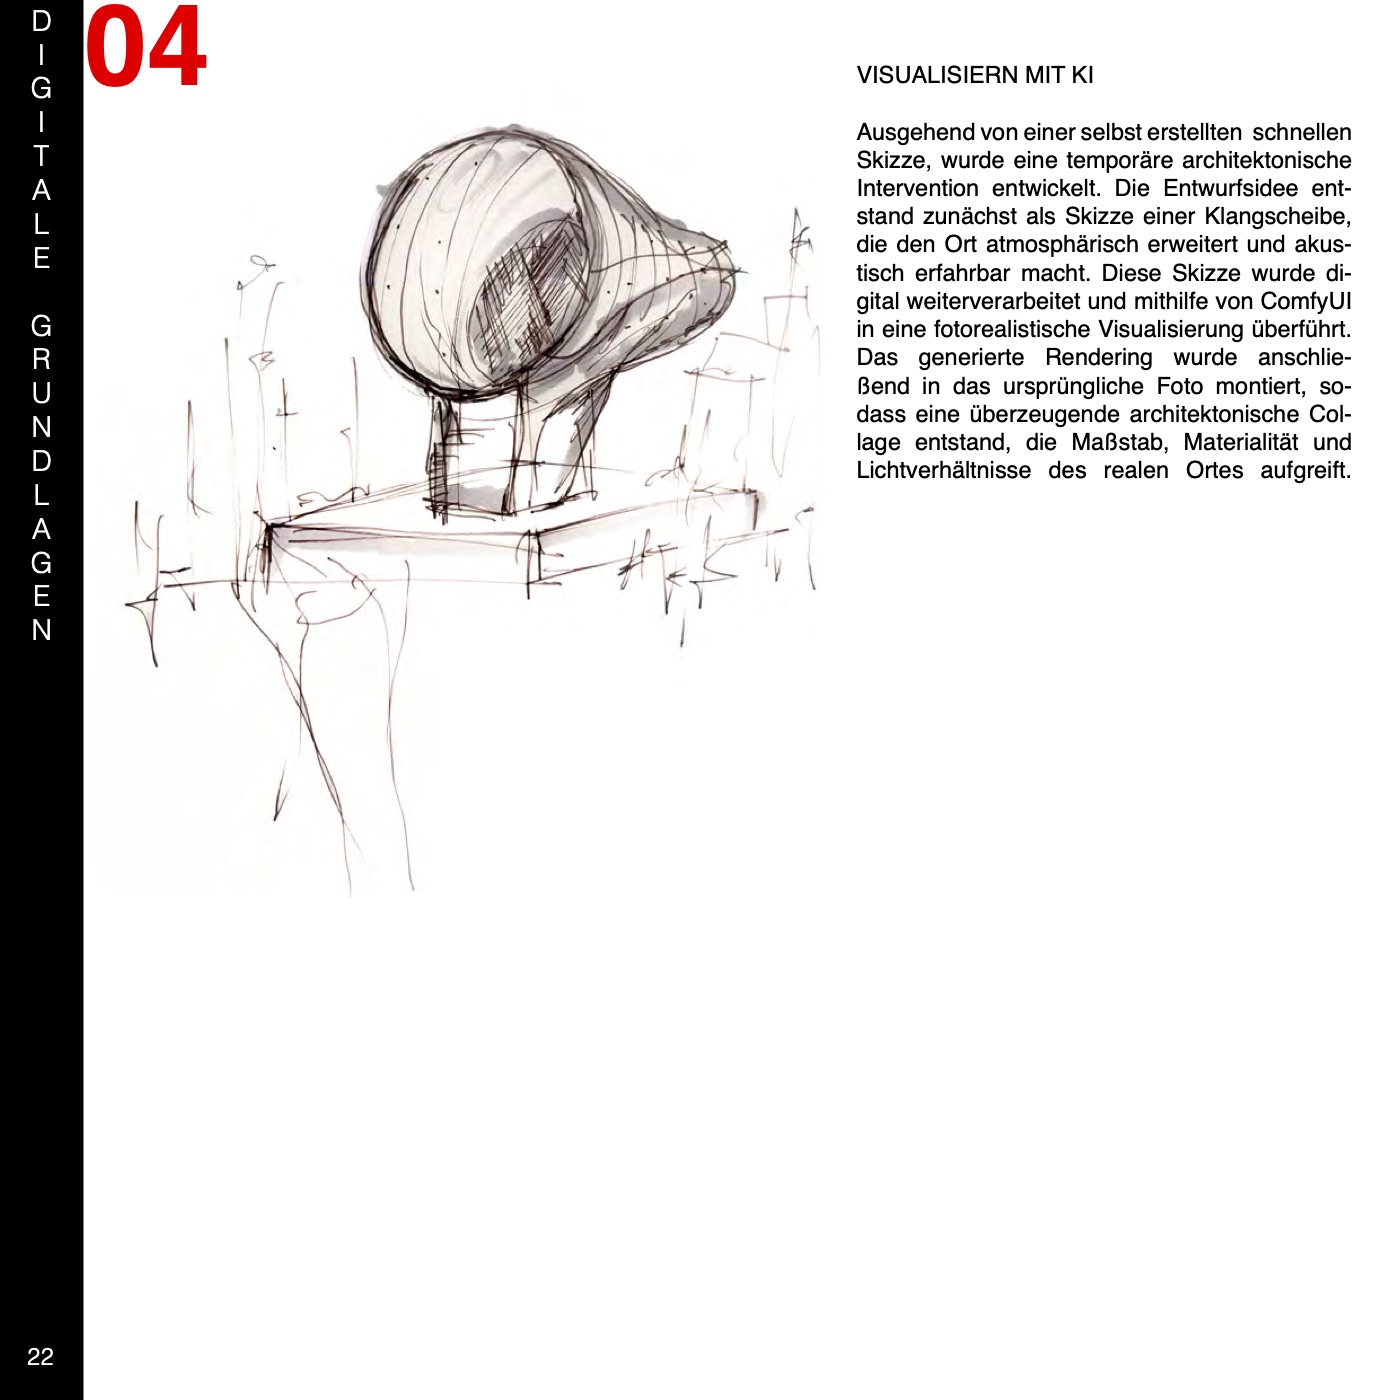 DIGITALE GRUNDLAGEN
04
VISUALISIERN MIT KI
Ausgehend von einer selbst erstellten schnellen
Skizze, wurde eine temporäre architektonische
Intervention entwickelt. Die Entwurfsidee ent-
stand zunächst als Skizze einer Klangscheibe,
die den Ort atmosphärisch erweitert und akus-
tisch erfahrbar macht. Diese Skizze wurde di-
gital weiterverarbeitet und mithilfe von ComfyUI
in eine fotorealistische Visualisierung überführt.
Das generierte Rendering wurde anschlie-
ßend in das ursprüngliche Foto montiert, so-
dass eine überzeugende architektonische Col-
lage entstand, die Maßstab, Materialität und
Lichtverhältnisse des realen Ortes aufgreift.
22